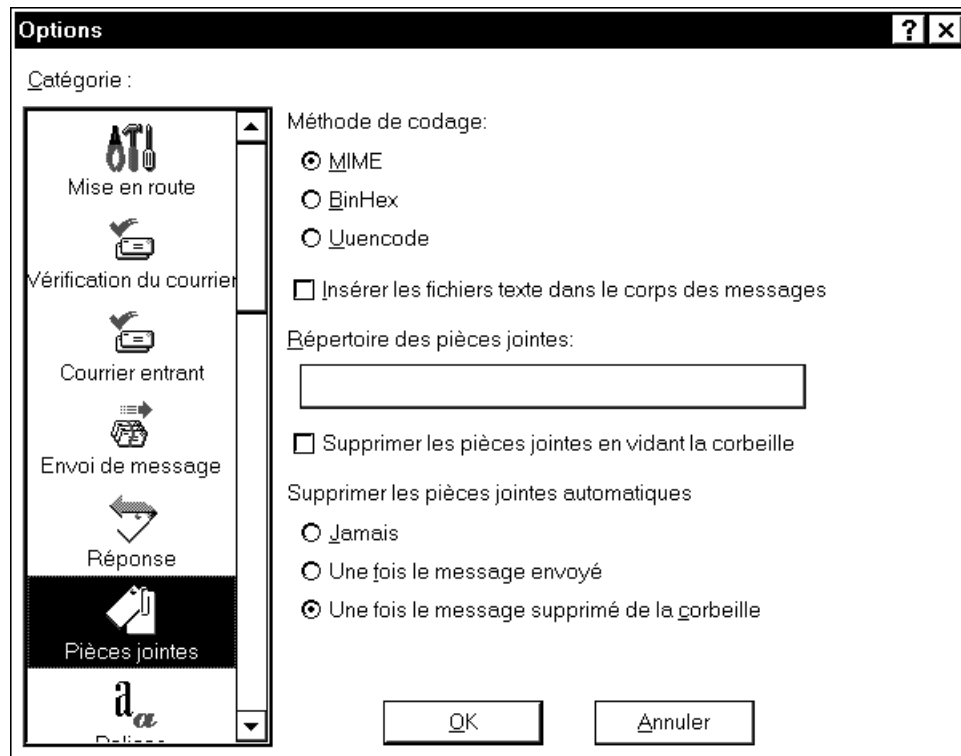 Options
Catégorie :
Mise en route
Vérification du courrier
Courrier entrant
Envoi de message
Réponse
Pièces jointes
Méthode de codage:
MIME
BinHex
Uuencode
Insérer les fichiers texte dans le corps des messages
Répertoire des pièces jointes:
Supprimer les pièces jointes en vidant la corbeille
Supprimer les pièces jointes automatiques
Jamais
Une fois le message envoyé
Une fois le message supprimé de la corbeille
OK
Annuler